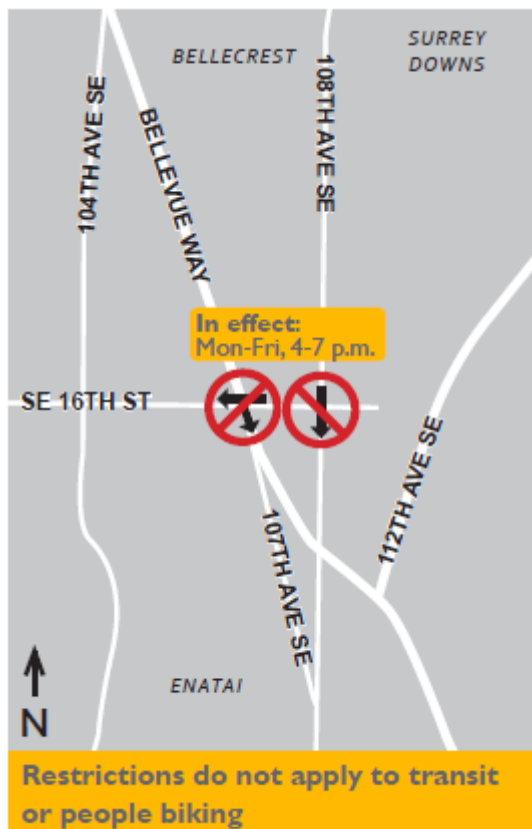 BELLECREST
SURREY
DOWNS
104TH AVE SE
BELLEVUE WAY
108TH AVE SE
In effect:
Mon-Fri, 4-7 p.m.
SE 16TH ST
112TH AVE SE
107TH AVE SE
ENATAI
N
Restrictions do not apply to transit
or people biking